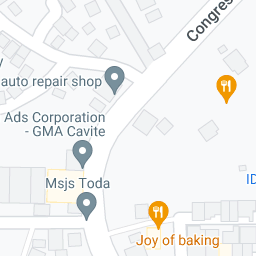 Congres
auto repair shop
Ads Corporation
- GMA Cavite
Msjs Toda
ID
Joy of baking